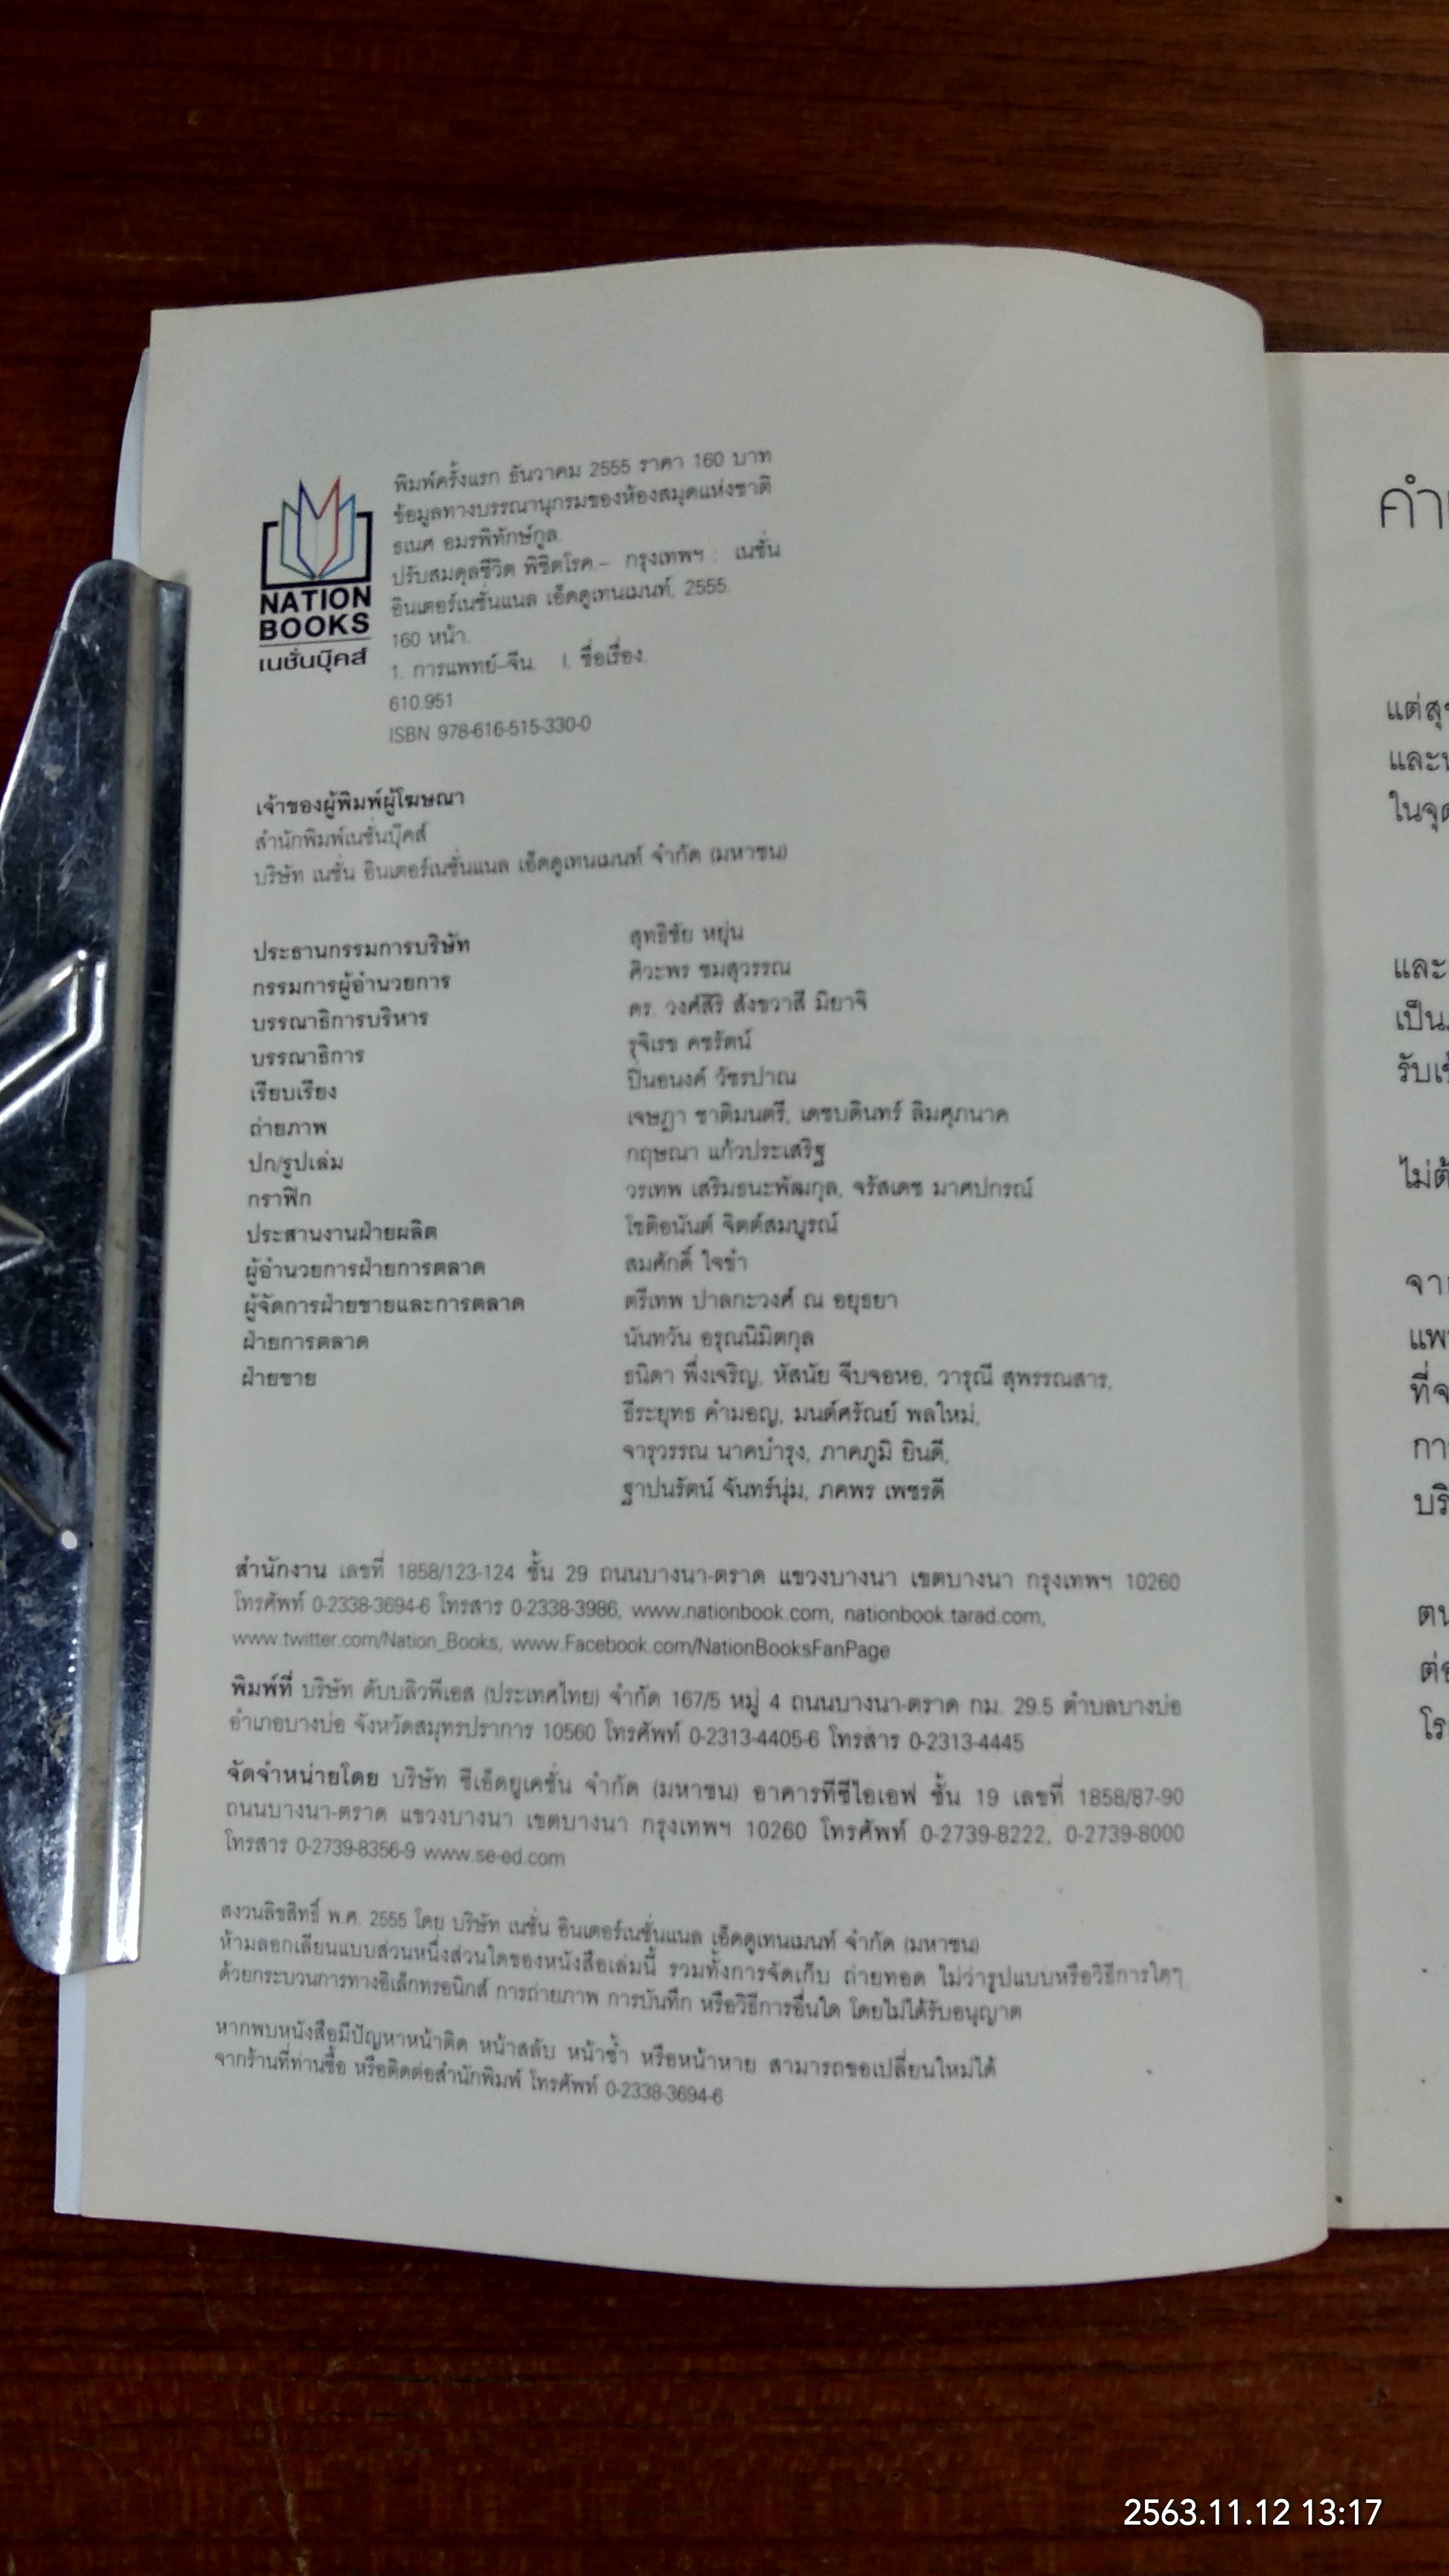 NATION
BOOKS
เนชั่นบุ๊คส์
พิมพ์ครั้งแรก ธันวาคม 2555 ราคา 160 บาท
ข้อมูลทางบรรณานุกรมของห้องสมุดแห่งชาติ
ธเนศ อมรพิทักษ์กูล.
ปรับสมดุลชีวิต พิชิตโรค.– กรุงเทพฯ : เนชั่น
อินเตอร์เนชั่นแนล เอ็ดดูเทนเมนท์, 2555.
160 หน้า.
1. การแพทย์–จีน. I. ชื่อเรื่อง.
610.951
ISBN 978-616-515-330-0
เจ้าของผู้พิมพ์ผู้โฆษณา
สำนักพิมพ์เนชั่นบุ๊คส์
บริษัท เนชั่น อินเตอร์เนชั่นแนล เอ็ดดูเทนเมนท์ จำกัด (มหาชน)
ประธานกรรมการบริษัท สุทธิชัย หยุ่น
กรรมการผู้อำนวยการ ศิวะพร ชมสุวรรณ
บรรณาธิการบริหาร ดร. วงศ์สิริ สังขวาสี มิยาจิ
บรรณาธิการ รุจิเรข คชรัตน์
เรียบเรียง ปิ่นอนงค์ วัชรปาณ
ถ่ายภาพ เจษฎา ชาติมนตรี, เดชบดินทร์ ลิมศุภนาค
ปก/รูปเล่ม กฤษณา แก้วประเสริฐ
กราฟิก วรเทพ เสริมธนะพัฒกุล, จรัสเดช มาศปกรณ์
ประสานงานฝ่ายผลิต โชติอนันต์ จิตต์สมบูรณ์
ผู้อำนวยการฝ่ายการตลาด สมศักดิ์ ใจขำ
ผู้จัดการฝ่ายขายและการตลาด ตรีเทพ ปาลกะวงศ์ ณ อยุธยา
ฝ่ายการตลาด นันทวัน อรุณนิมิตกุล
ฝ่ายขาย ธนิดา พึ่งเจริญ, หัสนัย จีบจอหอ, วารุณี สุพรรณสาร,
ธีระยุทธ คำมอญ, มนต์ศรัณย์ พลใหม่,
จารุวรรณ นาคบำรุง, ภาคภูมิ ยินดี,
ฐาปนรัตน์ จันทร์นุ่ม, ภคพร เพชรดี
สำนักงาน เลขที่ 1858/123-124 ชั้น 29 ถนนบางนา-ตราด แขวงบางนา เขตบางนา กรุงเทพฯ 10260
โทรศัพท์ 0-2338-3694-6 โทรสาร 0-2338-3986, www.nationbook.com, nationbook.tarad.com,
www.twitter.com/Nation_Books, www.Facebook.com/NationBooksFanPage
พิมพ์ที่ บริษัท ดับบลิวพีเอส (ประเทศไทย) จำกัด 167/5 หมู่ 4 ถนนบางนา-ตราด กม. 29.5 ตำบลบางบ่อ
อำเภอบางบ่อ จังหวัดสมุทรปราการ 10560 โทรศัพท์ 0-2313-4405-6 โทรสาร 0-2313-4445
จัดจำหน่ายโดย บริษัท ซีเอ็ดยูเคชั่น จำกัด (มหาชน) อาคารทีซีไอเอฟ ชั้น 19 เลขที่ 1858/87-90
ถนนบางนา-ตราด แขวงบางนา เขตบางนา กรุงเทพฯ 10260 โทรศัพท์ 0-2739-8222, 0-2739-8000
โทรสาร 0-2739-8356-9 www.se-ed.com
สงวนลิขสิทธิ์ พ.ศ. 2555 โดย บริษัท เนชั่น อินเตอร์เนชั่นแนล เอ็ดดูเทนเมนท์ จำกัด (มหาชน)
ห้ามลอกเลียนแบบส่วนหนึ่งส่วนใดของหนังสือเล่มนี้ รวมทั้งการจัดเก็บ ถ่ายทอด ไม่ว่ารูปแบบหรือวิธีการใดๆ
ด้วยกระบวนการทางอิเล็กทรอนิกส์ การถ่ายภาพ การบันทึก หรือวิธีการอื่นใด โดยไม่ได้รับอนุญาต
หากพบหนังสือมีปัญหาหน้าติด หน้าสลับ หน้าซ้ำ หรือหน้าหาย สามารถขอเปลี่ยนใหม่ได้
จากร้านที่ท่านซื้อ หรือติดต่อสำนักพิมพ์ โทรศัพท์ 0-2338-3694-6
แต่สุ
และ
ในจุด
และ
เป็น
รับเ
ไม่ต้
จา
แพ
ที่จ
กา
บริ
ตน
ต่อ
โร
2563.11.12 13:17